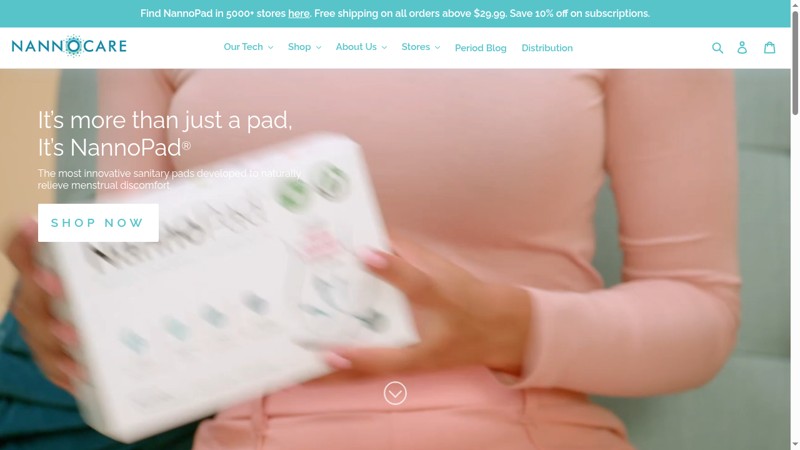 Find NannoPad in 5000+ stores here. Free shipping on all orders above $29.99. Save 10% off on subscriptions.
NANNOCARE
Our Tech
Shop
About Us
Stores
Period Blog
Distribution
It's more than just a pad,
It's NannoPad®
The most innovative sanitary pads developed to naturally
relieve menstrual discomfort.
SHOP NOW
NannoPad